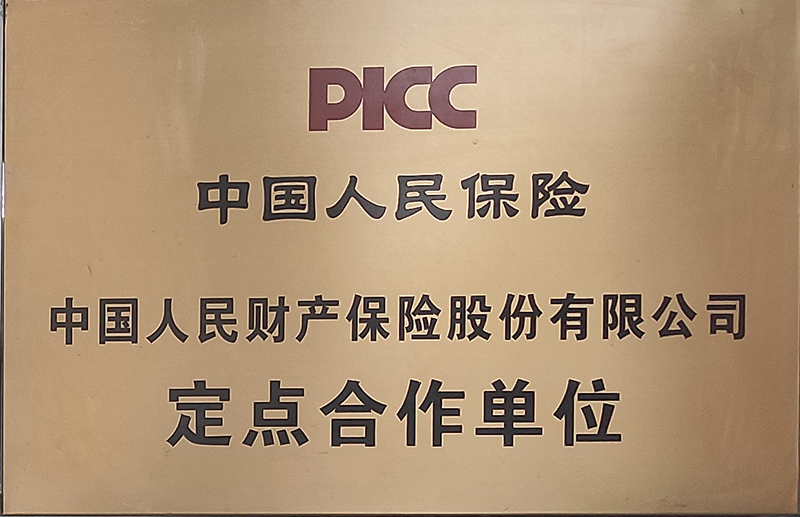 PICC
中国人民保险
中国人民财产保险股份有限公司
定点合作单位